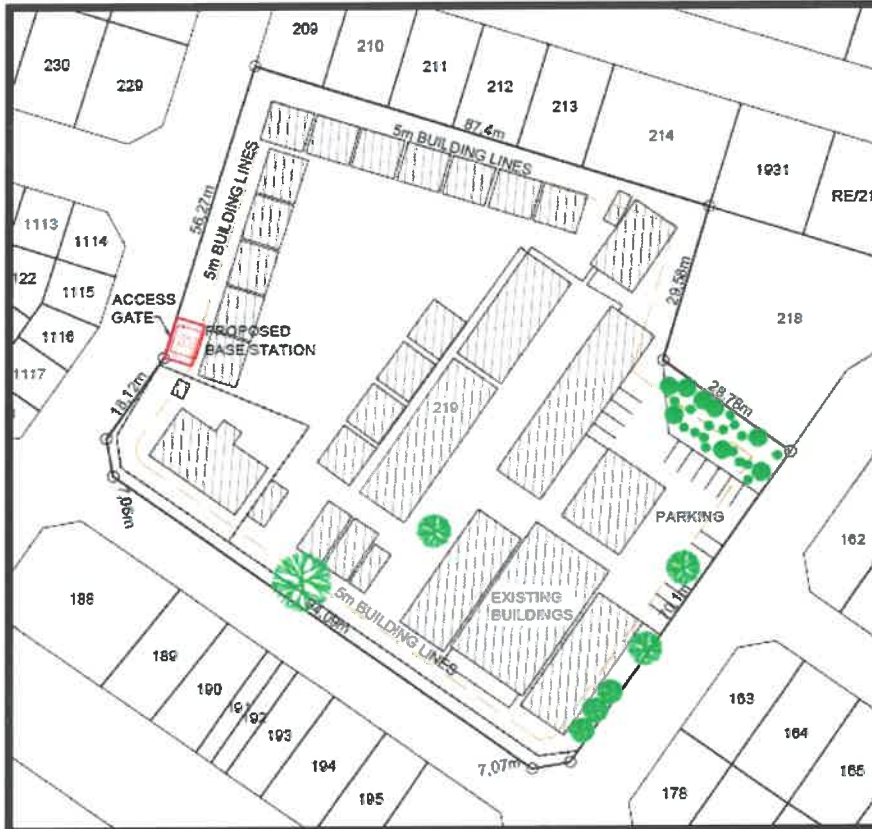 209
210
211
212
213
214
1931
RE/21
230
229
87.4m
5m BUILDING LINES
56,27m
5m BUILDING LINES
1113
1114
122
1115
1116
1117
ACCESS
GATE
PROPOSED
BASE STATION
29,58m
218
28,78m
18,12m
219
7,06m
PARKING
162
EXISTING
BUILDINGS
5m BUILDING LINES
188
189
190
192
193
194
195
7,07m
163
164
165
178